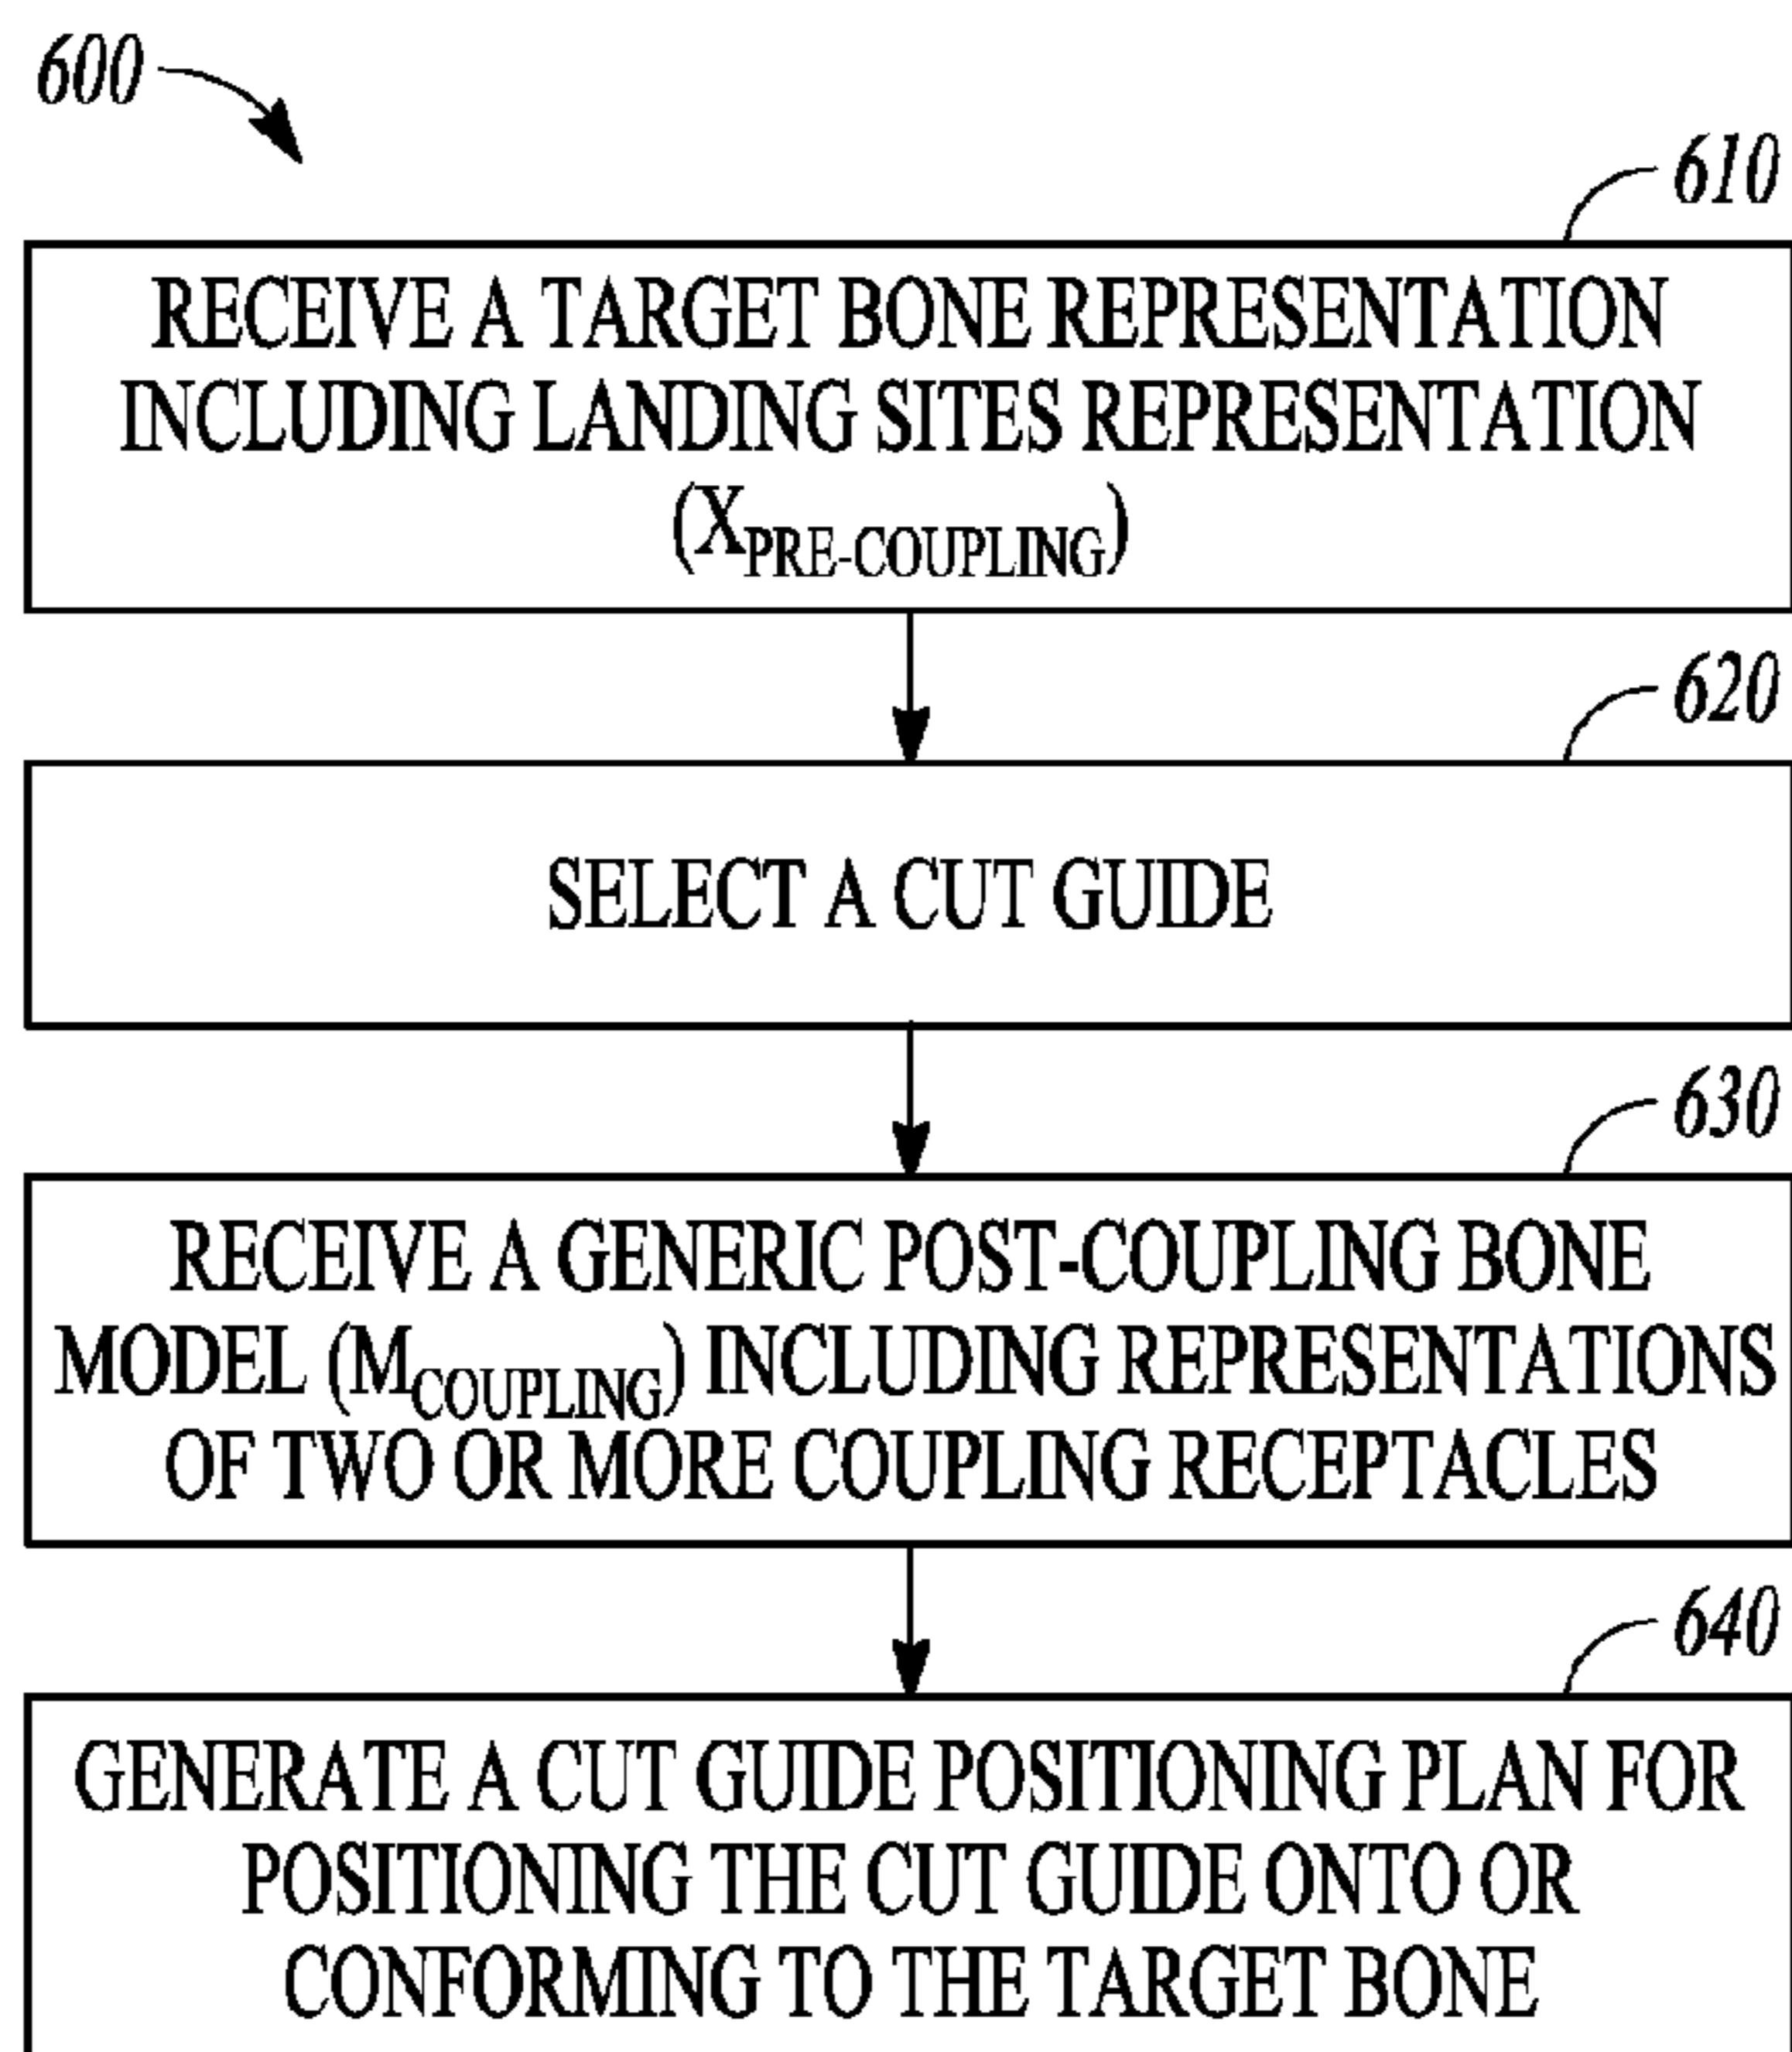 600
610
RECEIVE A TARGET BONE REPRESENTATION
INCLUDING LANDING SITES REPRESENTATION
(XPRE-COUPLING)
620
SELECT A CUT GUIDE
630
RECEIVE A GENERIC POST-COUPLING BONE
MODEL (MCOUPLING) INCLUDING REPRESENTATIONS
OF TWO OR MORE COUPLING RECEPTACLES
640
GENERATE A CUT GUIDE POSITIONING PLAN FOR
POSITIONING THE CUT GUIDE ONTO OR
CONFORMING TO THE TARGET BONE